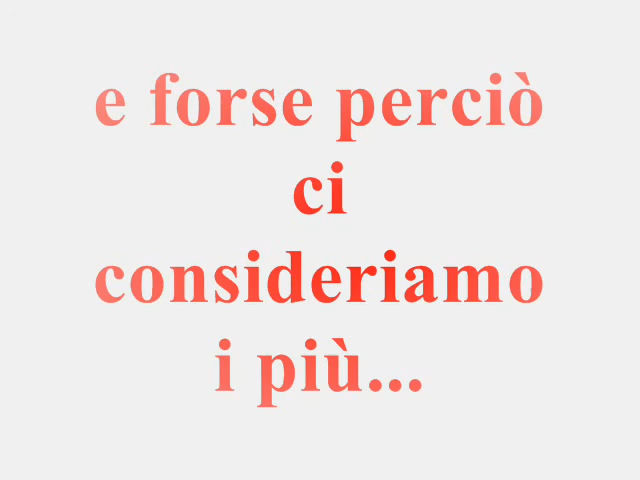 e forse perciò
ci
consideriamo
i più...